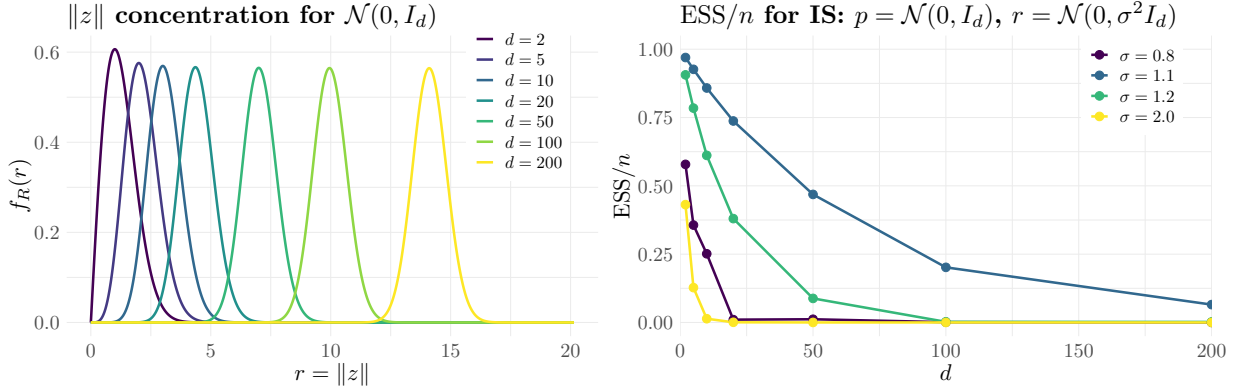 ‖z‖ concentration for 𝒩(0, I_d)
f_R(r)
0.6
0.4
0.2
0.0
0 5 10 15 20
r = ‖z‖
d = 2
d = 5
d = 10
d = 20
d = 50
d = 100
d = 200
ESS/n for IS: p = 𝒩(0, I_d), r = 𝒩(0, σ²I_d)
ESS/n
1.00
0.75
0.50
0.25
0.00
0 50 100 150 200
d
σ = 0.8
σ = 1.1
σ = 1.2
σ = 2.0